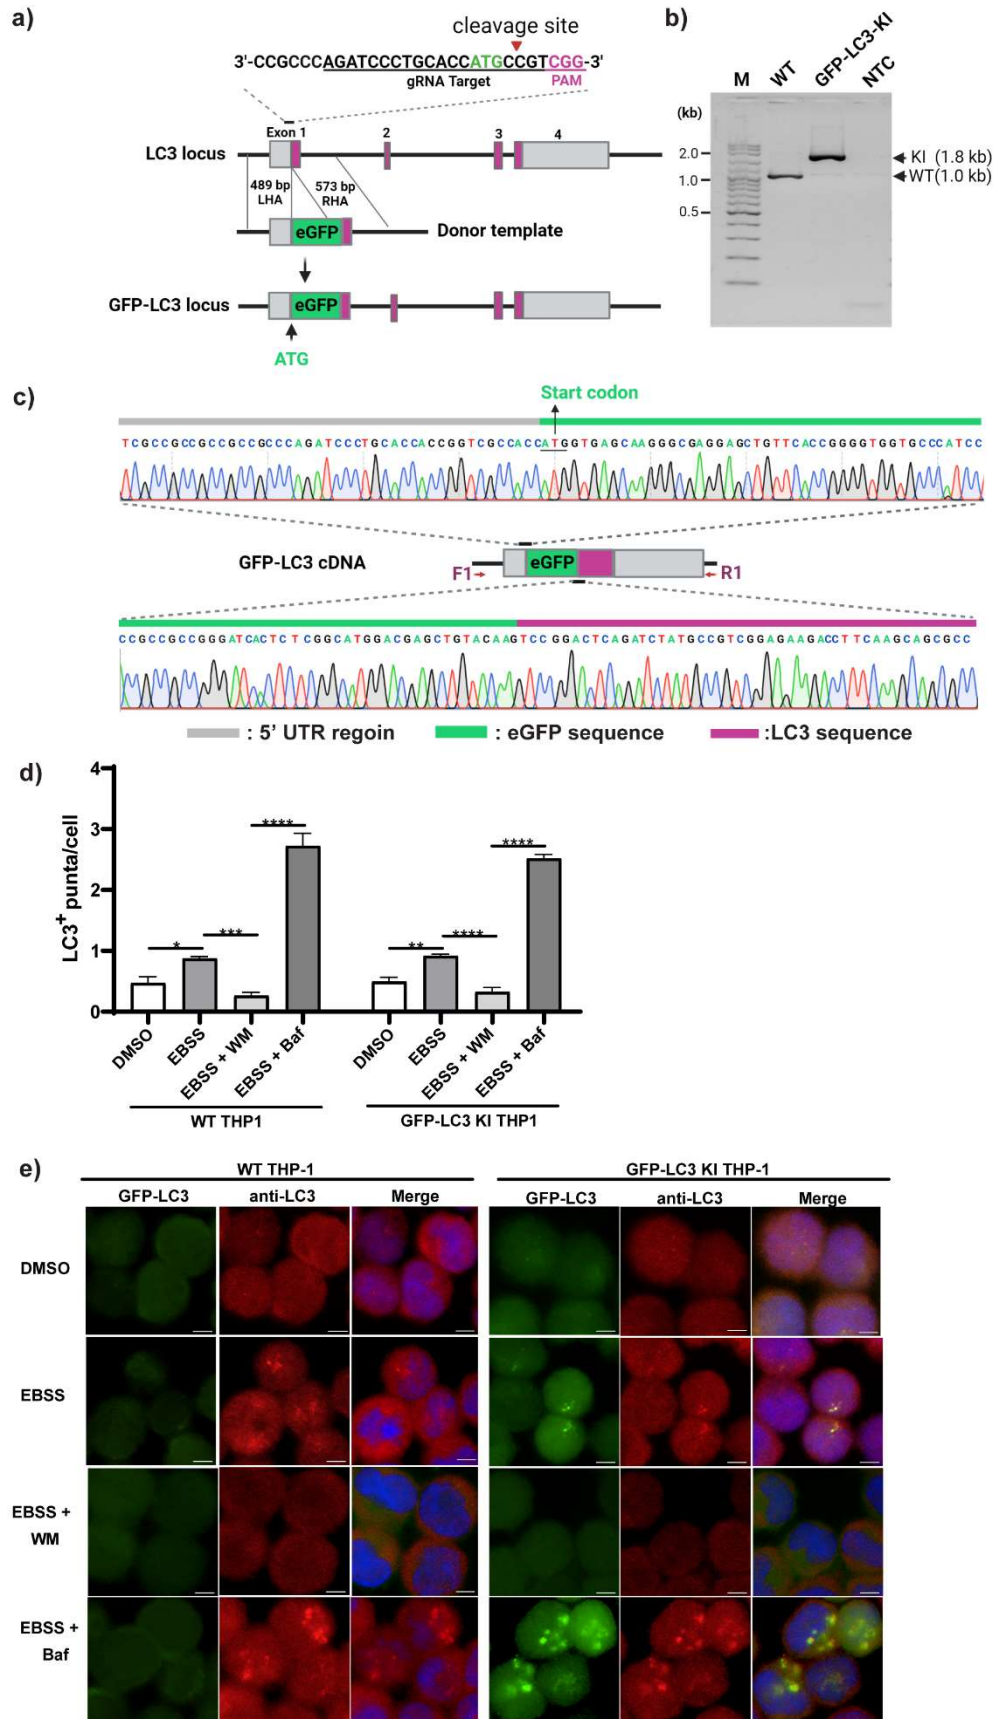 a)
cleavage site
3'-CCGCCCAGATCCCTGCACCATGCCGTCGG-3'
gRNA Target PAM
Exon 1 2 3 4
LC3 locus
489 bp LHA
573 bp RHA
eGFP
Donor template
GFP-LC3 locus
eGFP
ATG
b)
M WT GFP-LC3-KI NTC
(kb)
2.0
1.0
0.5
KI (1.8 kb)
WT(1.0 kb)
c)
Start codon
TCGCCGCCGCCGCCGCCCAGATCCCTGCACCACCGGTCGCCACCATGGTGAGCAAGGGCGAGGAGCTGTTCACCGGGGTGGTGCCCATCC
GFP-LC3 cDNA
F1
eGFP
R1
CCGCCGCCGGGATCACTCTCGGCATGGACGAGCTGTACAAGTCCGGACTCAGATCTATGCCGTCGGAGAAGACCTTCAAGCAGCGCC
: 5' UTR regoin : eGFP sequence :LC3 sequence
d)
LC3+ punta/cell
4
3
2
1
0
* *** **** ** **** ****
DMSO EBSS EBSS + WM EBSS + Baf DMSO EBSS EBSS + WM EBSS + Baf
WT THP1 GFP-LC3 KI THP1
e)
WT THP-1 GFP-LC3 KI THP-1
GFP-LC3 anti-LC3 Merge GFP-LC3 anti-LC3 Merge
DMSO
EBSS
EBSS +
WM
EBSS +
Baf